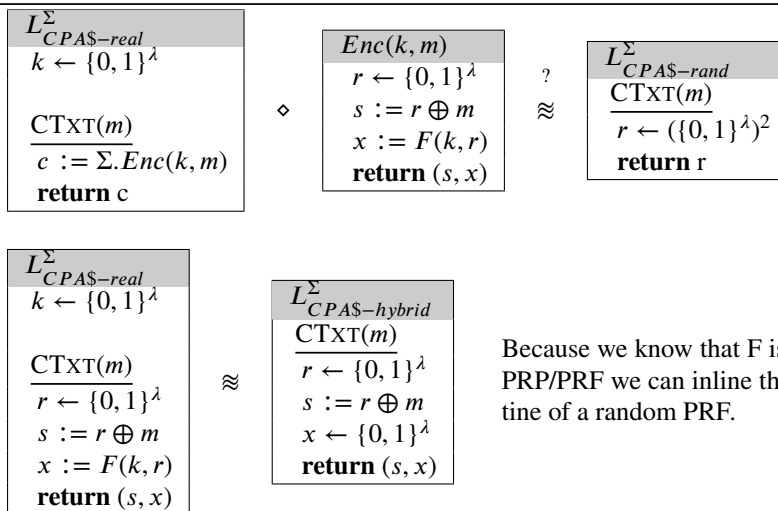 L^Σ_{CPA$−real}
k ← {0, 1}^λ
CTXT(m)
c := Σ.Enc(k, m)
return c
⋄
Enc(k, m)
r ← {0, 1}^λ
s := r ⊕ m
x := F(k, r)
return (s, x)
?
≋
L^Σ_{CPA$−rand}
CTXT(m)
r ← ({0, 1}^λ)^2
return r
L^Σ_{CPA$−real}
k ← {0, 1}^λ
CTXT(m)
r ← {0, 1}^λ
s := r ⊕ m
x := F(k, r)
return (s, x)
≋
L^Σ_{CPA$−hybrid}
CTXT(m)
r ← {0, 1}^λ
s := r ⊕ m
x ← {0, 1}^λ
return (s, x)
Because we know that F is
PRP/PRF we can inline th
tine of a random PRF.